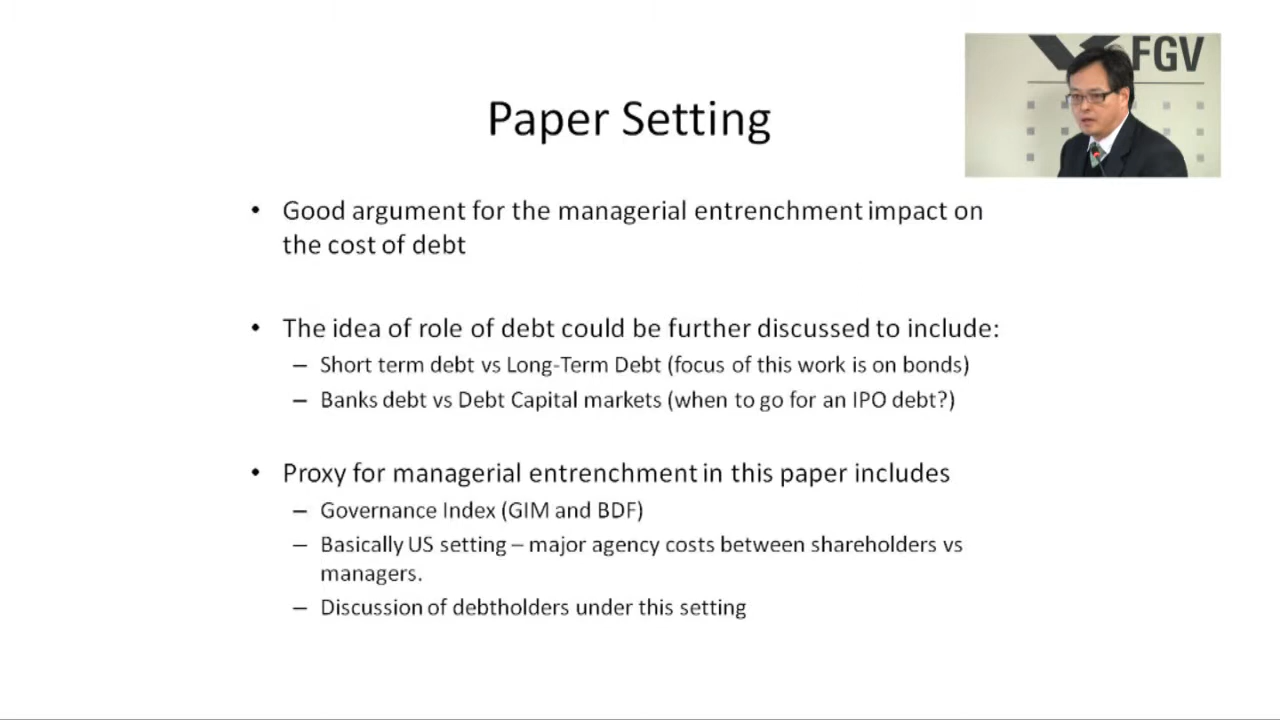 FGV
Paper Setting
• Good argument for the managerial entrenchment impact on
the cost of debt
• The idea of role of debt could be further discussed to include:
– Short term debt vs Long-Term Debt (focus of this work is on bonds)
– Banks debt vs Debt Capital markets (when to go for an IPO debt?)
• Proxy for managerial entrenchment in this paper includes
– Governance Index (GIM and BDF)
– Basically US setting – major agency costs between shareholders vs
managers.
– Discussion of debtholders under this setting